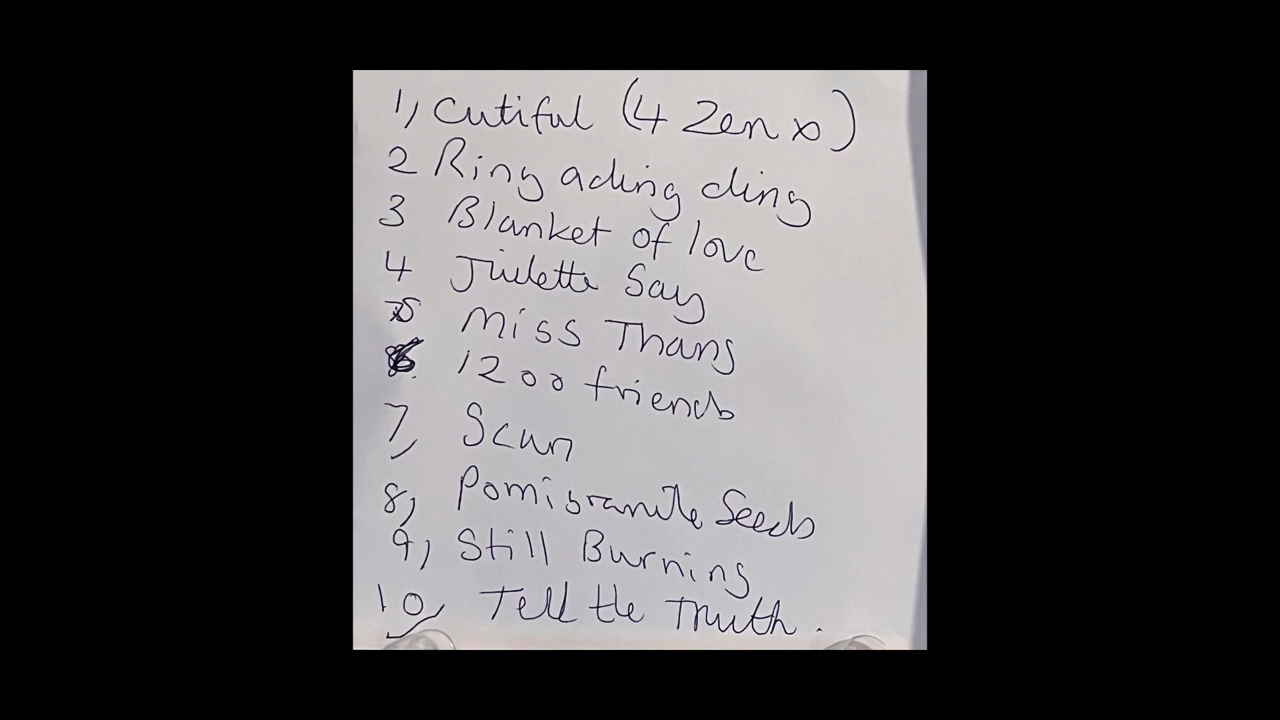 1, Cutiful (4 Zen x)
2 Ring ading ding
3 Blanket of love
4 Juliette Say
5 Miss Thang
6 1200 friends
7, Scan
8, Pomigranite Seeds
9, Still Burning
10, Tell the Truth.